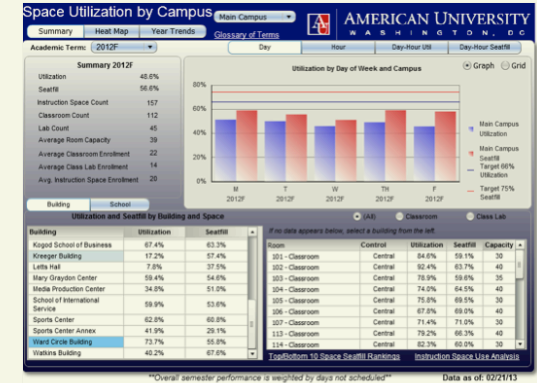 Space Utilization by Campus
Main Campus
AMERICAN UNIVERSITY
WASHINGTON, DC
Summary Heat Map Year Trends
Glossary of Terms
Academic Term: 2012F
Day Hour Day-Hour Util Day-Hour Seatfill
Summary 2012F
Utilization 48.6%
Seatfill 56.6%
Instruction Space Count 157
Classroom Count 112
Lab Count 45
Average Room Capacity 39
Average Classroom Enrollment 22
Average Class Lab Enrollment 14
Avg. Instruction Space Enrollment 20
Utilization by Day of Week and Campus
Graph Grid
80%
60%
40%
20%
M T W TH F
2012F 2012F 2012F 2012F 2012F
Main Campus
Utilization
Main Campus
Seatfill
Target 66%
Utilization
Target 75%
Seatfill
Building School
Utilization and Seatfill by Building and Space
(All) Classroom Class Lab
Building Utilization Seatfill
Kogod School of Business 67.4% 63.3%
Kreeger Building 17.2% 57.4%
Letts Hall 7.8% 37.5%
Mary Graydon Center 59.4% 54.6%
Media Production Center 34.8% 51.0%
School of International
Service 59.9% 53.6%
Sports Center 62.8% 60.8%
Sports Center Annex 41.9% 29.1%
Ward Circle Building 73.7% 55.8%
Watkins Building 40.2% 67.6%
If no data appears below, select a building from the left.
Room Control Utilization Seatfill Capacity
101 - Classroom Central 84.6% 59.1% 30
102 - Classroom Central 92.4% 63.7% 40
103 - Classroom Central 78.9% 59.6% 35
104 - Classroom Central 74.0% 64.5% 40
105 - Classroom Central 75.8% 69.5% 30
106 - Classroom Central 67.8% 69.0% 40
107 - Classroom Central 71.4% 71.0% 30
113 - Classroom Central 79.2% 66.3% 40
114 - Classroom Central 82.3% 60.0% 30
Top/Bottom 10 Space Seatfill Rankings Instruction Space Use Analysis
**Overall semester performance is weighted by days not scheduled** Data as of: 02/21/13